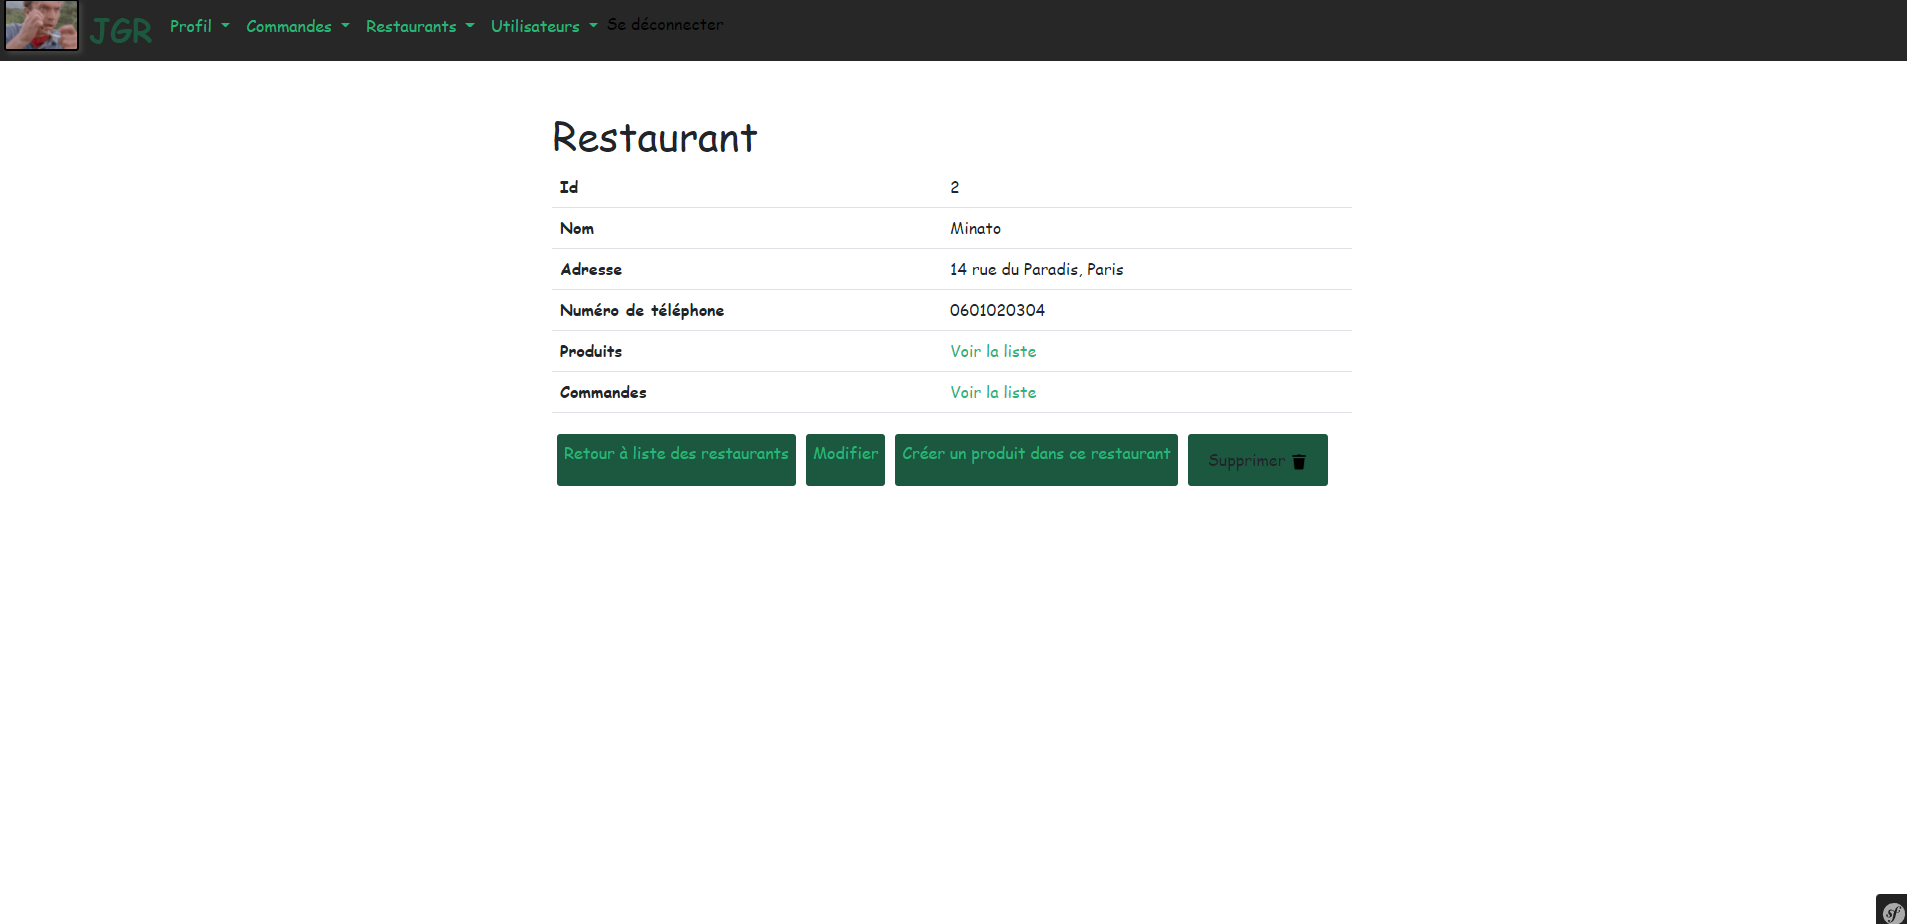 JGR Profil Commandes Restaurants Utilisateurs Se déconnecter
Restaurant
Id 2
Nom Minato
Adresse 14 rue du Paradis, Paris
Numéro de téléphone 0601020304
Produits Voir la liste
Commandes Voir la liste
Retour à liste des restaurants Modifier Créer un produit dans ce restaurant Supprimer
sf